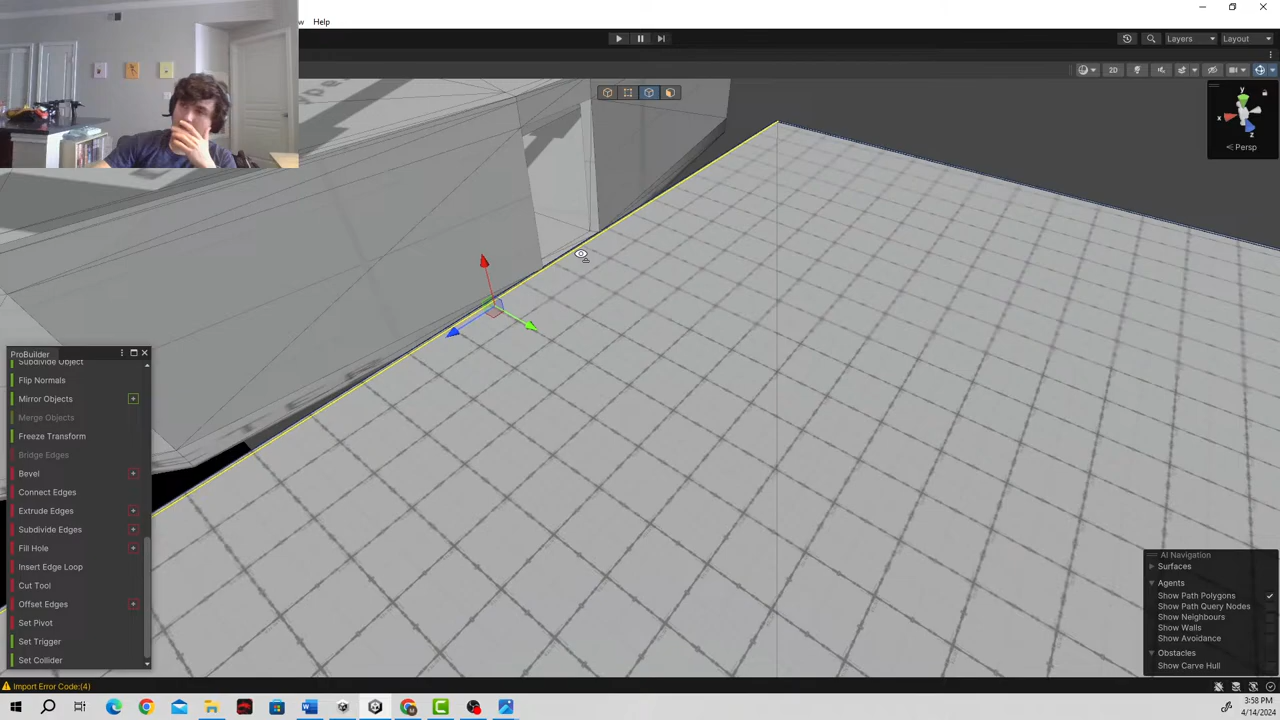 Help
Layers
Layout
2D
y
x
z
Persp
ProBuilder
Subdivide Object
Flip Normals
Mirror Objects
Merge Objects
Freeze Transform
Bridge Edges
Bevel
Connect Edges
Extrude Edges
Subdivide Edges
Fill Hole
Insert Edge Loop
Cut Tool
Offset Edges
Set Pivot
Set Trigger
Set Collider
AI Navigation
Surfaces
Agents
Show Path Polygons
Show Path Query Nodes
Show Neighbours
Show Walls
Show Avoidance
Obstacles
Show Carve Hull
Import Error Code:(4)
3:58 PM
4/14/2024